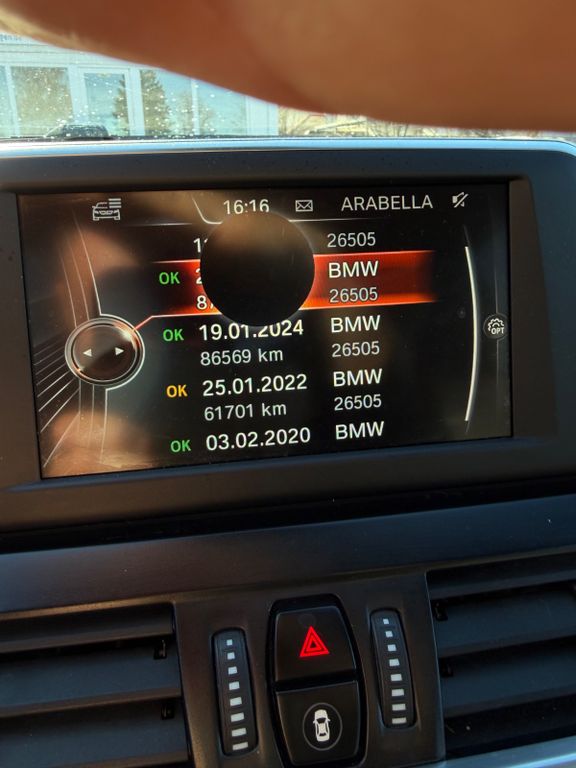 16:16 ARABELLA
26505
OK BMW
26505
OK 19.01.2024 BMW
86569 km 26505
OK 25.01.2022 BMW
61701 km 26505
OK 03.02.2020 BMW
OPT